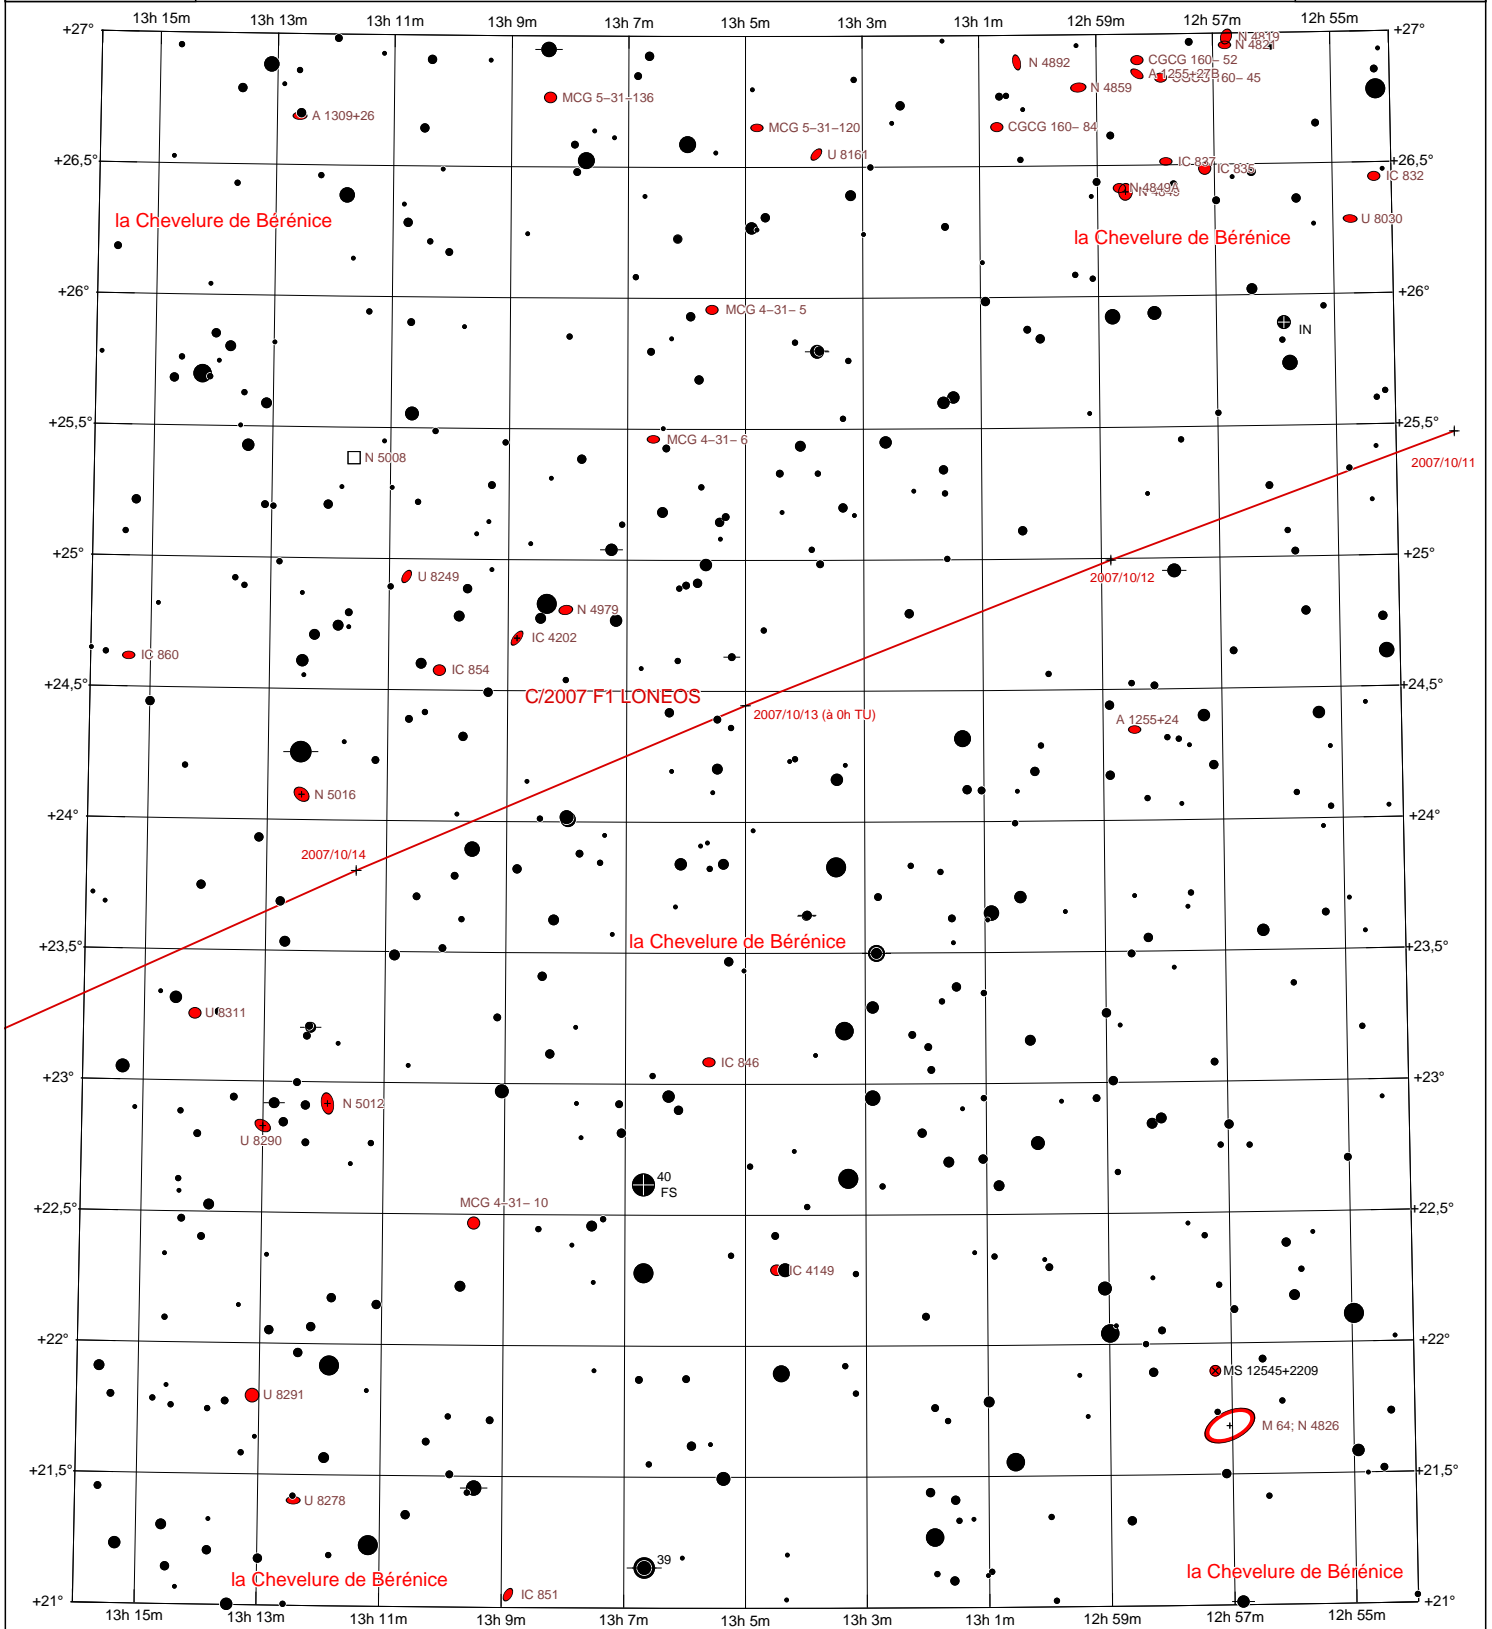 13h 15m 13h 13m 13h 11m 13h 9m 13h 7m 13h 5m 13h 3m 13h 1m 12h 59m 12h 57m 12h 55m
+27° +27°
N 4819
N 4821
N 4892
CGCG 160– 52
A 1255+27B
CGCG 160– 45
N 4859
MCG 5–31–136
A 1309+26
MCG 5–31–120
CGCG 160– 84
U 8161
+26,5° +26,5°
IC 837
IC 835
IC 832
N 4849A
N 4849
U 8030
la Chevelure de Bérénice
la Chevelure de Bérénice
+26° +26°
MCG 4–31– 5
IN
+25,5° +25,5°
MCG 4–31– 6
N 5008
2007/10/11
+25° +25°
2007/10/12
U 8249
N 4979
IC 4202
IC 860
IC 854
+24,5° +24,5°
C/2007 F1 LONEOS
2007/10/13 (à 0h TU)
A 1255+24
N 5016
+24° +24°
2007/10/14
la Chevelure de Bérénice
+23,5° +23,5°
U 8311
IC 846
+23° +23°
N 5012
U 8290
40
FS
MCG 4–31– 10
+22,5° +22,5°
IC 4149
+22° +22°
MS 12545+2209
U 8291
M 64; N 4826
+21,5° +21,5°
U 8278
39
la Chevelure de Bérénice
la Chevelure de Bérénice
IC 851
+21° +21°
13h 15m 13h 13m 13h 11m 13h 9m 13h 7m 13h 5m 13h 3m 13h 1m 12h 59m 12h 57m 12h 55m